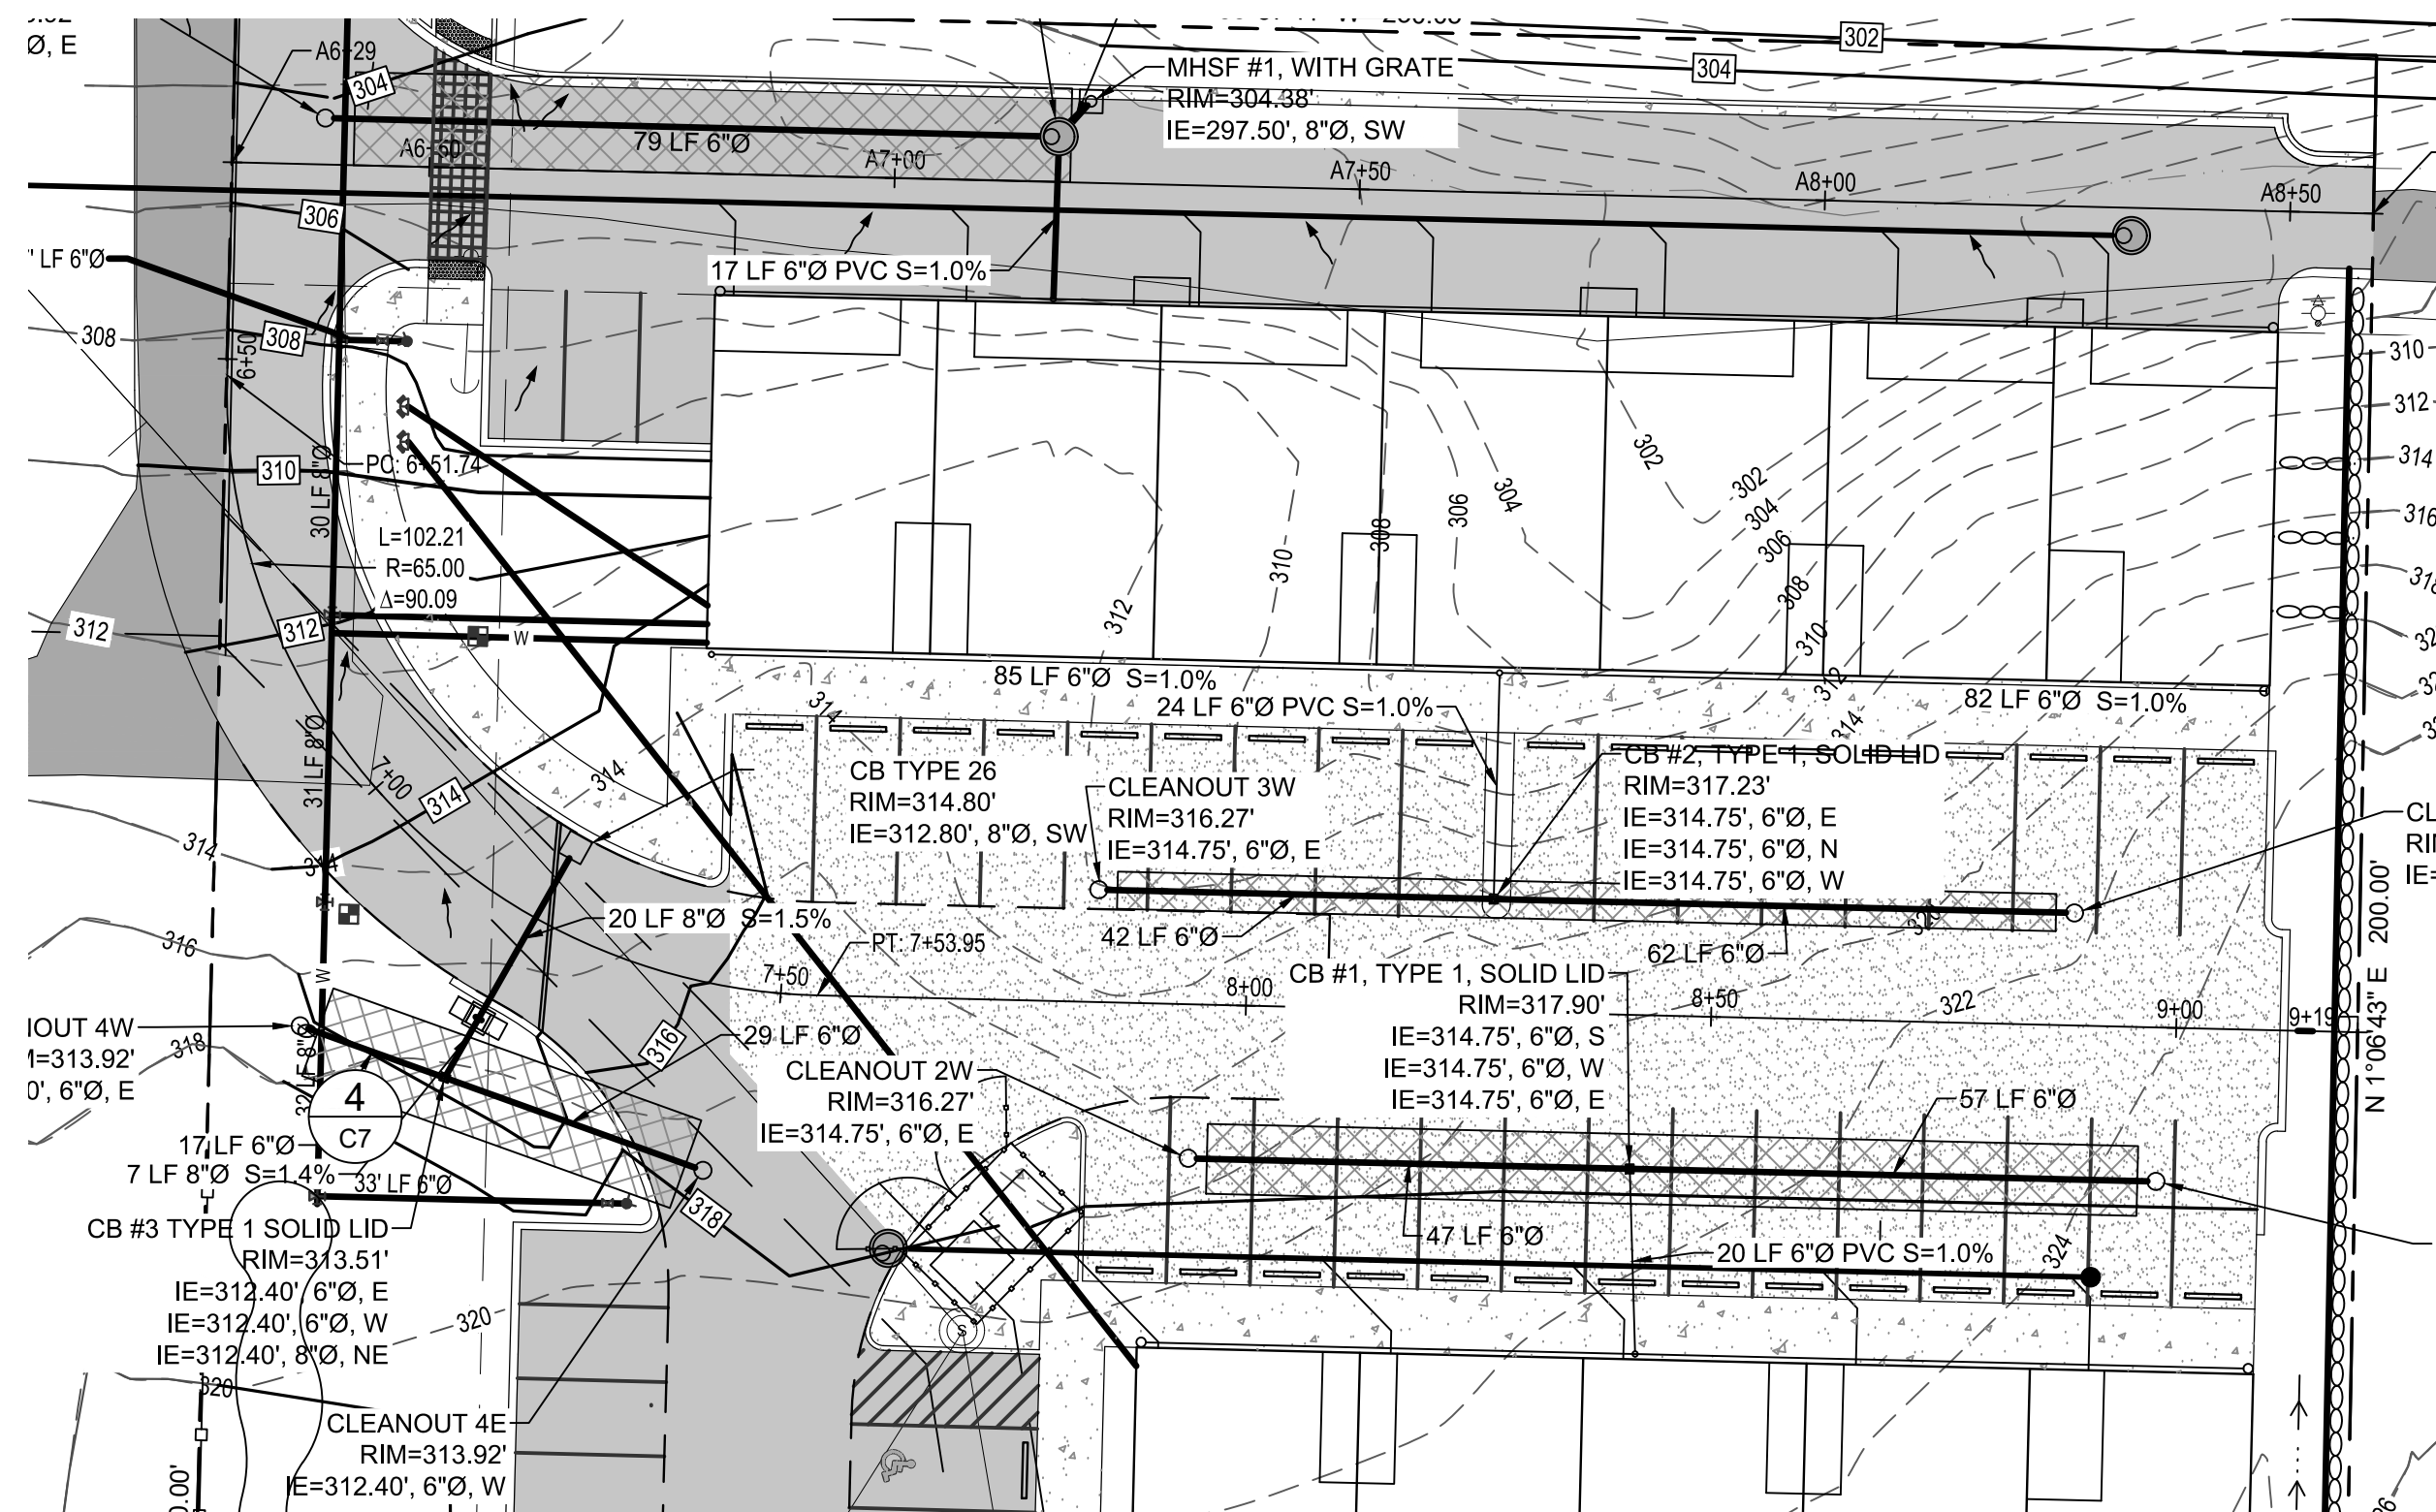 Ø, E
A6+29
304
MHSF #1, WITH GRATE
RIM=304.38'
IE=297.50', 8"Ø, SW
302
304
79 LF 6"Ø
A6+60
A7+00
A7+50
A8+00
A8+50
306
LF 6"Ø
17 LF 6"Ø PVC S=1.0%
308
308
6+50
310
312
314
316
310
PC: 6+51.74
30 LF 8"Ø
L=102.21
R=65.00
Δ=90.09
302
302
304
304
306
306
308
308
310
310
312
312
312
312
314
W
85 LF 6"Ø S=1.0%
24 LF 6"Ø PVC S=1.0%
82 LF 6"Ø S=1.0%
314
31 LF 8"Ø
7+00
314
314
314
CB TYPE 26
RIM=314.80'
IE=312.80', 8"Ø, SW
CLEANOUT 3W
RIM=316.27'
IE=314.75', 6"Ø, E
CB #2, TYPE 1, SOLID LID
RIM=317.23'
IE=314.75', 6"Ø, E
IE=314.75', 6"Ø, N
IE=314.75', 6"Ø, W
20 LF 8"Ø S=1.5%
42 LF 6"Ø
62 LF 6"Ø
PT: 7+53.95
7+50
8+00
8+50
9+00
9+19
322
N 1°06'43" E 200.00'
316
W
318
316
29 LF 6"Ø
CB #1, TYPE 1, SOLID LID
RIM=317.90'
IE=314.75', 6"Ø, S
IE=314.75', 6"Ø, W
IE=314.75', 6"Ø, E
OUT 4W
=313.92'
0', 6"Ø, E
32 LF 8"Ø
4
C7
CLEANOUT 2W
RIM=316.27'
IE=314.75', 6"Ø, E
57 LF 6"Ø
17 LF 6"Ø
7 LF 8"Ø S=1.4%
33' LF 6"Ø
318
47 LF 6"Ø
20 LF 6"Ø PVC S=1.0%
324
CB #3 TYPE 1 SOLID LID
RIM=313.51'
IE=312.40' 6"Ø, E
IE=312.40', 6"Ø, W
IE=312.40', 8"Ø, NE
320
320
S
CLEANOUT 4E
RIM=313.92'
IE=312.40', 6"Ø, W
0.00'